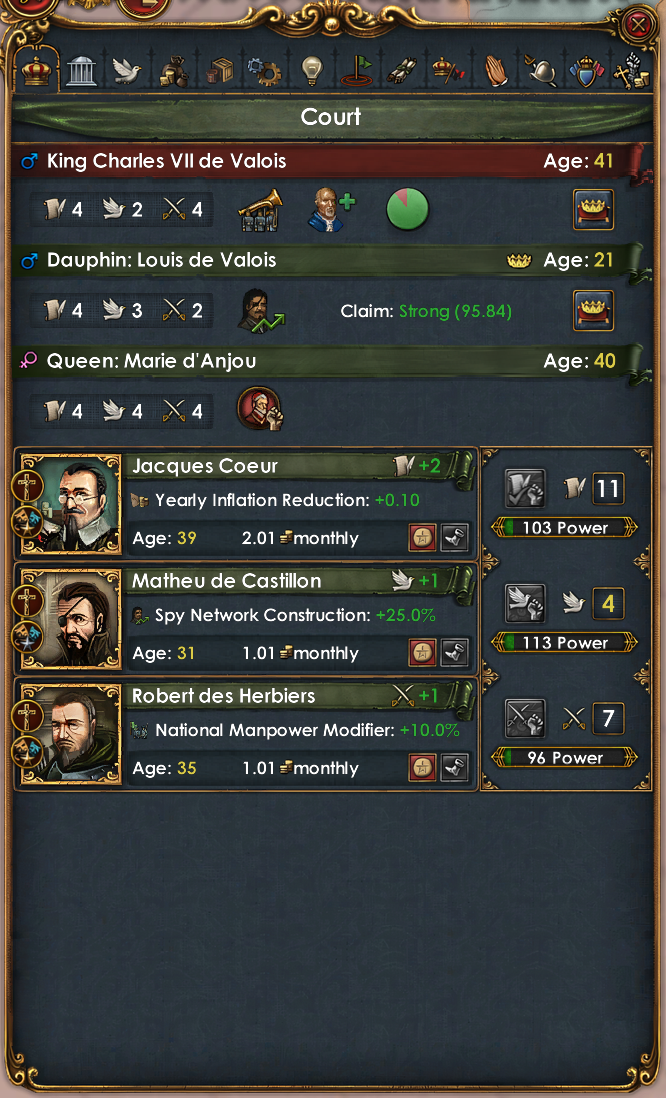 Court
King Charles VII de Valois Age: 41
4 2 4
Dauphin: Louis de Valois Age: 21
4 3 2 Claim: Strong (95.84)
Queen: Marie d'Anjou Age: 40
4 4 4
Jacques Coeur +2
Yearly Inflation Reduction: +0.10
11
Age: 39 2.01 monthly
103 Power
Matheu de Castillon +1
Spy Network Construction: +25.0%
4
Age: 31 1.01 monthly
113 Power
Robert des Herbiers +1
National Manpower Modifier: +10.0%
7
Age: 35 1.01 monthly
96 Power